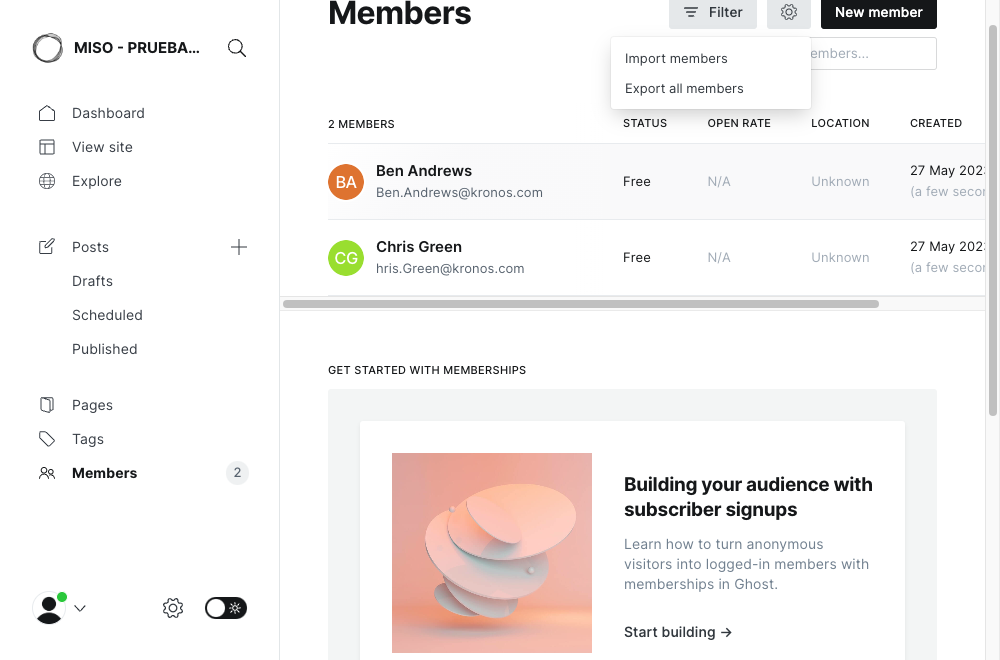 MISO - PRUEBA...
Dashboard
View site
Explore
Posts
Drafts
Scheduled
Published
Pages
Tags
Members 2
Members
Filter
New member
Import members
Export all members
embers...
2 MEMBERS STATUS OPEN RATE LOCATION CREATED
BA Ben Andrews
Ben.Andrews@kronos.com
Free N/A Unknown 27 May 202
(a few secon
CG Chris Green
hris.Green@kronos.com
Free N/A Unknown 27 May 202
(a few secon
GET STARTED WITH MEMBERSHIPS
Building your audience with
subscriber signups
Learn how to turn anonymous
visitors into logged-in members with
memberships in Ghost.
Start building →